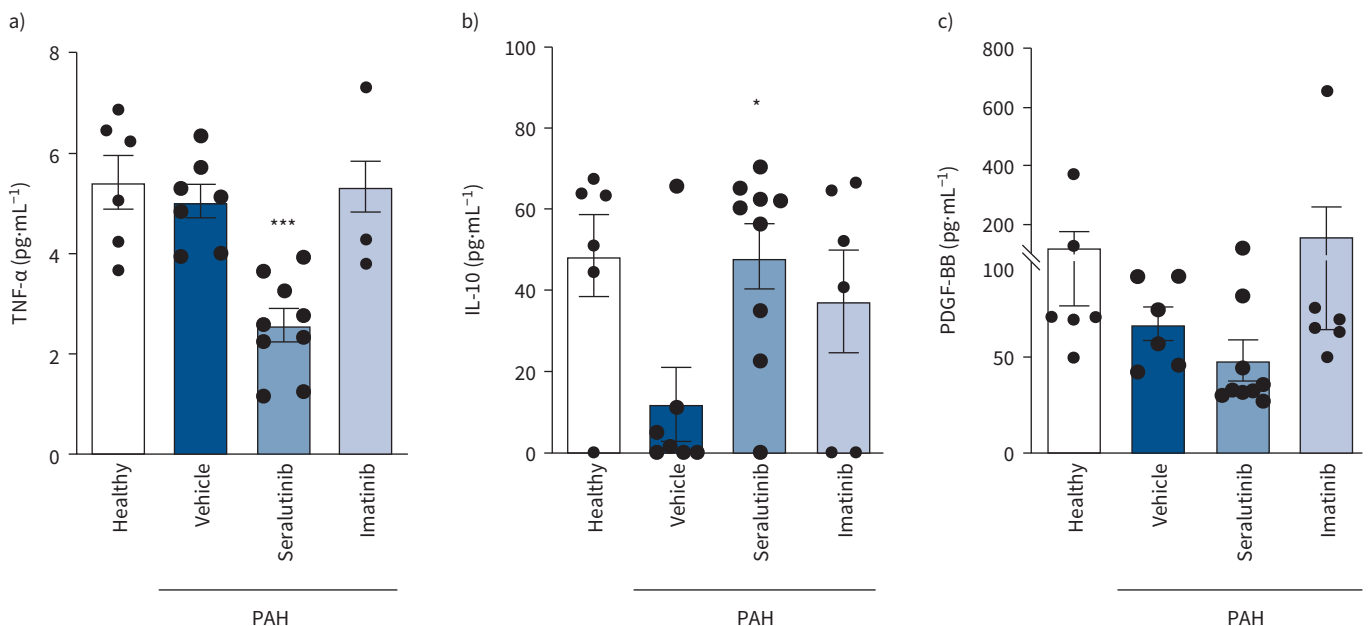 a)
TNF-α (pg·mL⁻¹)
8
6
4
2
0
***
Healthy
Vehicle
Seralutinib
Imatinib
PAH
b)
IL-10 (pg·mL⁻¹)
100
80
60
40
20
0
*
Healthy
Vehicle
Seralutinib
Imatinib
PAH
c)
PDGF-BB (pg·mL⁻¹)
800
600
400
200
100
50
0
Healthy
Vehicle
Seralutinib
Imatinib
PAH